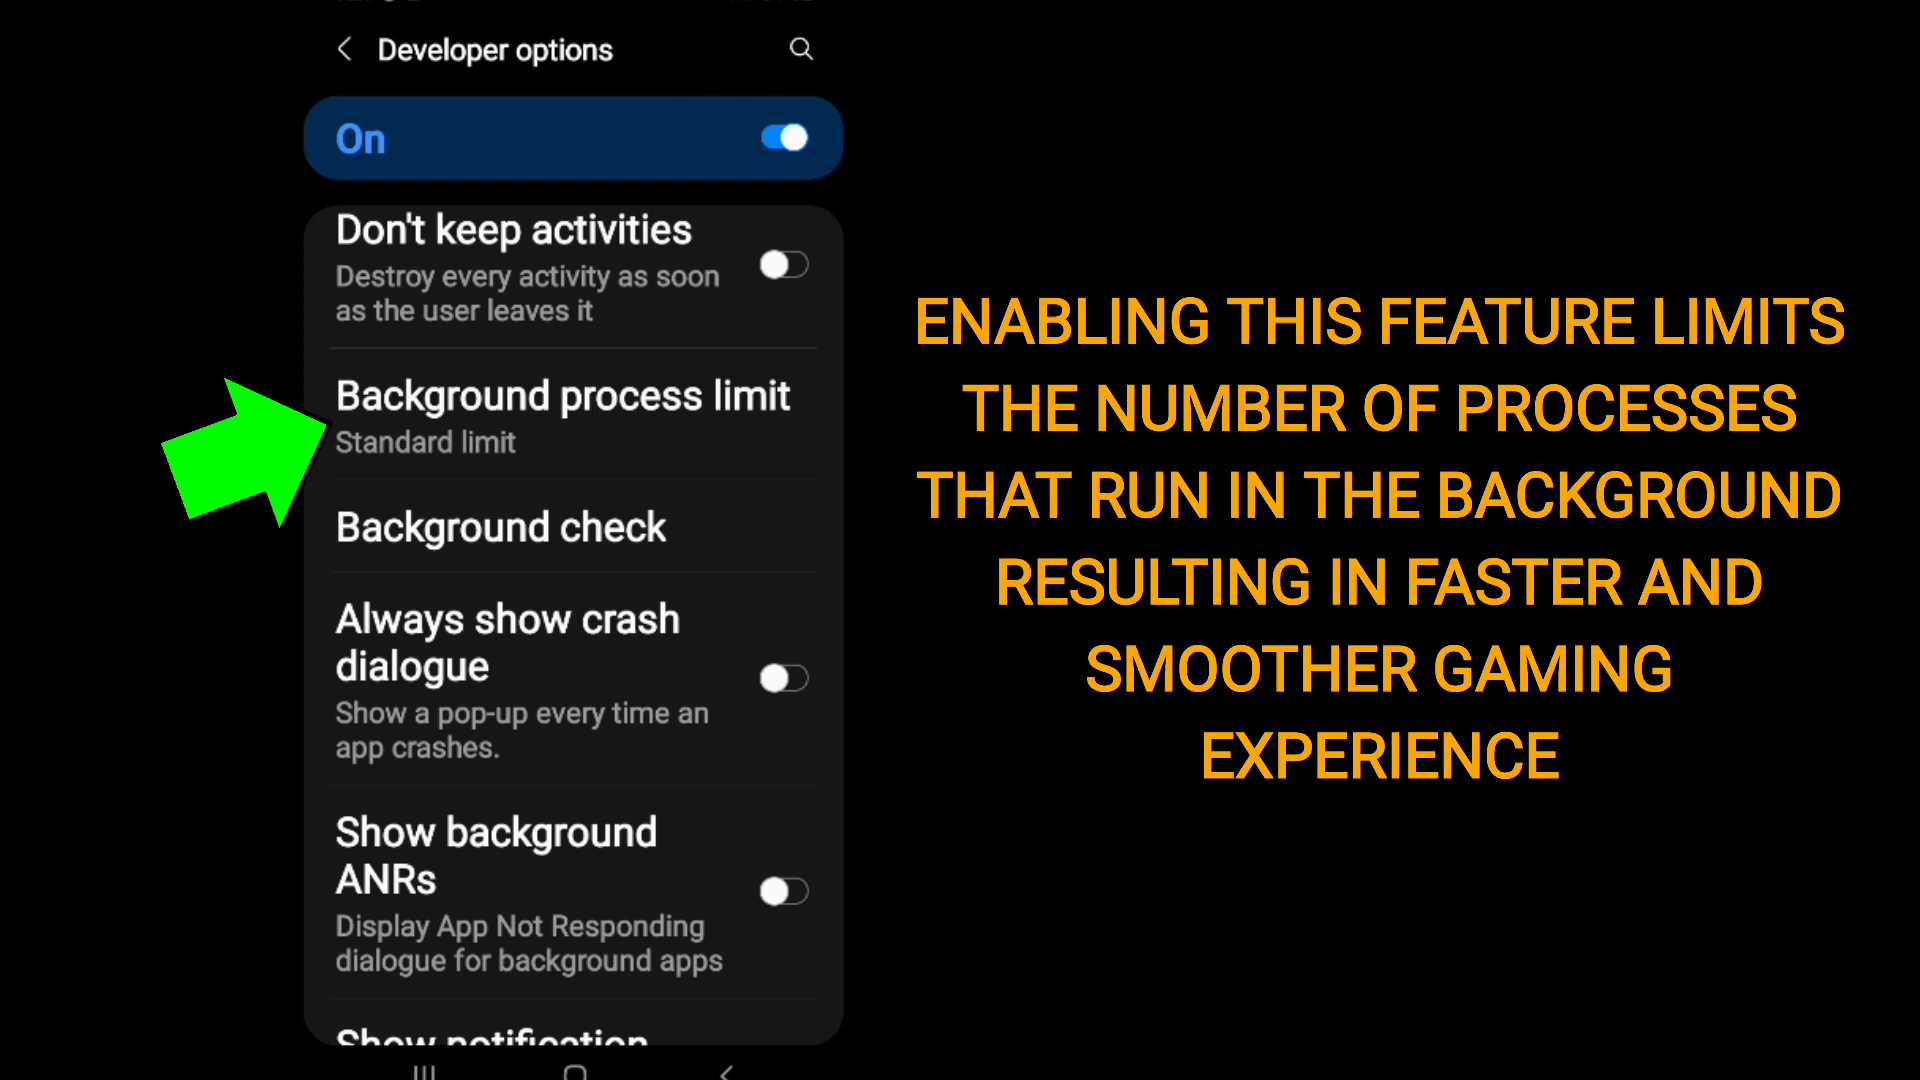 Developer options
On
Don't keep activities
Destroy every activity as soon
as the user leaves it
Background process limit
Standard limit
Background check
Always show crash
dialogue
Show a pop-up every time an
app crashes.
Show background
ANRs
Display App Not Responding
dialogue for background apps
Show notification
ENABLING THIS FEATURE LIMITS
THE NUMBER OF PROCESSES
THAT RUN IN THE BACKGROUND
RESULTING IN FASTER AND
SMOOTHER GAMING
EXPERIENCE